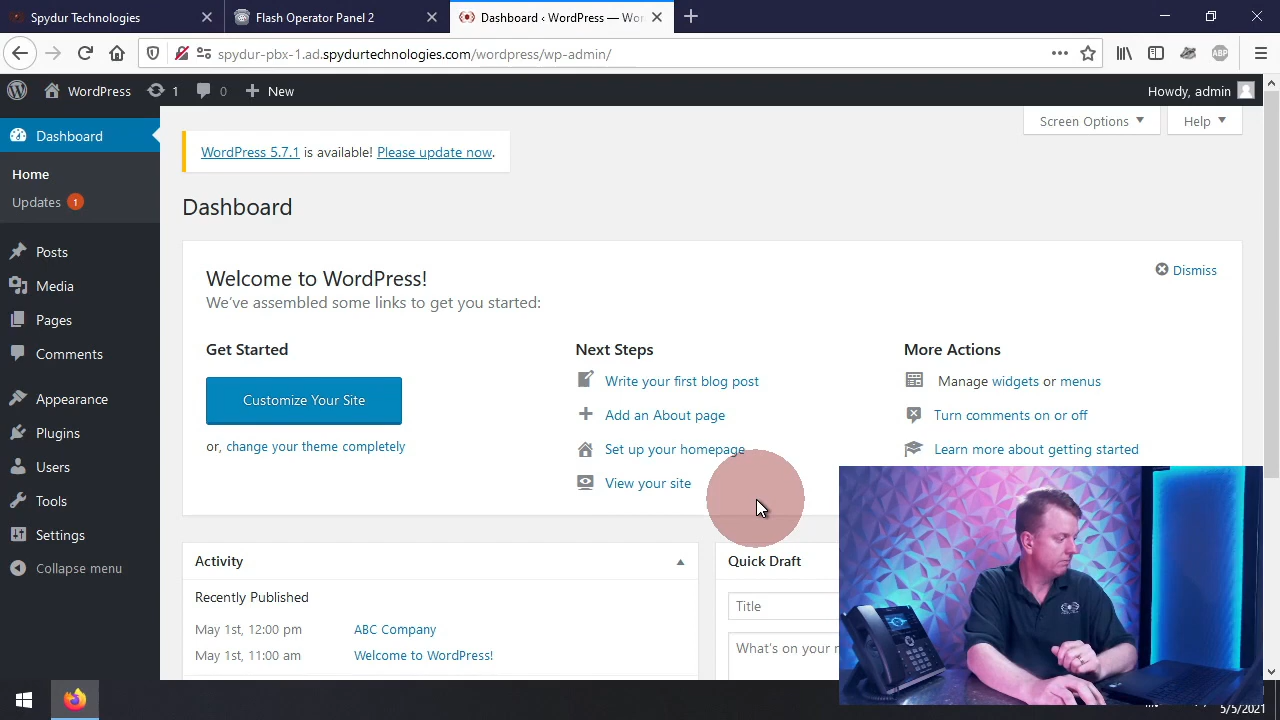 Spydur Technologies
Flash Operator Panel 2
Dashboard ‹ WordPress — Wor
spydur-pbx-1.ad.spydurtechnologies.com/wordpress/wp-admin/
ABP
WordPress
1
0
New
Howdy, admin
Dashboard
Home
Updates 1
Posts
Media
Pages
Comments
Appearance
Plugins
Users
Tools
Settings
Collapse menu
Screen Options
Help
WordPress 5.7.1 is available! Please update now.
Dashboard
Welcome to WordPress!
We've assembled some links to get you started:
Dismiss
Get Started
Customize Your Site
or, change your theme completely
Next Steps
Write your first blog post
Add an About page
Set up your homepage
View your site
More Actions
Manage widgets or menus
Turn comments on or off
Learn more about getting started
Activity
Recently Published
May 1st, 12:00 pm ABC Company
May 1st, 11:00 am Welcome to WordPress!
Quick Draft
Title
What's on your
5/5/2021